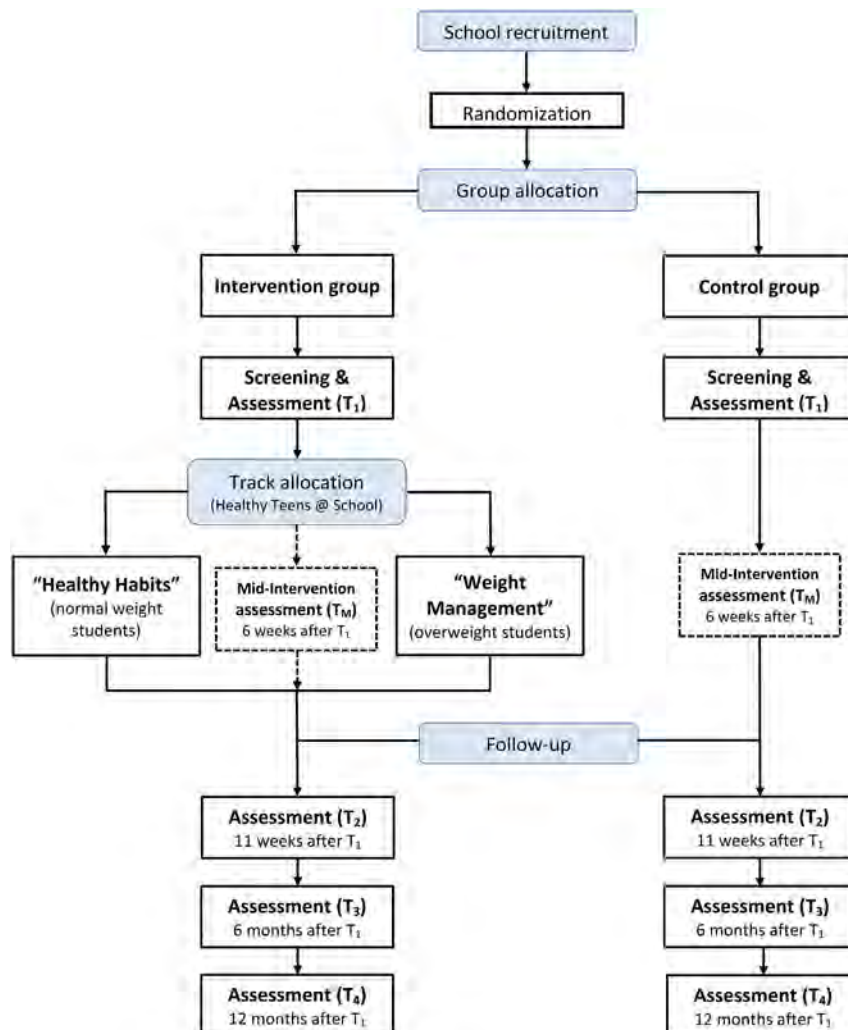 School recruitment
Randomization
Group allocation
Intervention group
Control group
Screening &
Assessment (T₁)
Screening &
Assessment (T₁)
Track allocation
(Healthy Teens @ School)
"Healthy Habits"
(normal weight
students)
Mid-Intervention
assessment (T_M)
6 weeks after T₁
"Weight
Management"
(overweight students)
Mid-Intervention
assessment (T_M)
6 weeks after T₁
Follow-up
Assessment (T₂)
11 weeks after T₁
Assessment (T₂)
11 weeks after T₁
Assessment (T₃)
6 months after T₁
Assessment (T₃)
6 months after T₁
Assessment (T₄)
12 months after T₁
Assessment (T₄)
12 months after T₁